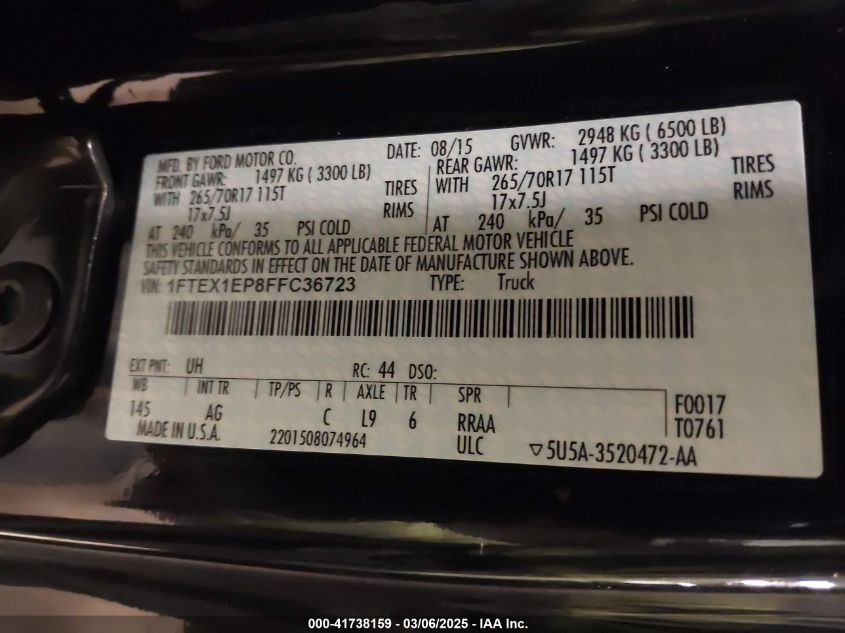 MFD. BY FORD MOTOR CO. DATE: 08/15 GVWR: 2948 KG ( 6500 LB)
FRONT GAWR: 1497 KG ( 3300 LB) REAR GAWR: 1497 KG ( 3300 LB)
WITH 265/70R17 115T TIRES WITH 265/70R17 115T TIRES
17x7.5J RIMS 17x7.5J RIMS
AT 240 kPa/ 35 PSI COLD AT 240 kPa/ 35 PSI COLD
THIS VEHICLE CONFORMS TO ALL APPLICABLE FEDERAL MOTOR VEHICLE
SAFETY STANDARDS IN EFFECT ON THE DATE OF MANUFACTURE SHOWN ABOVE.
VIN: 1FTEX1EP8FFC36723 TYPE: Truck
EXT PNT: UH RC: 44 DSO:
WB INT TR TP/PS R AXLE TR SPR
145 AG C L9 6 RRAA F0017
MADE IN U.S.A. 2201508074964 ULC T0761
▽5U5A-3520472-AA
000-41738159 - 03/06/2025 - IAA Inc.